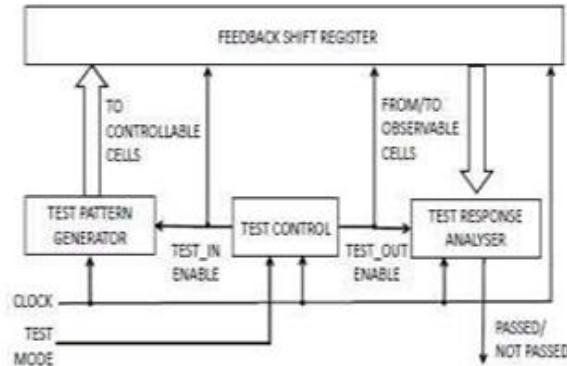 FEEDBACK SHIFT REGISTER
TO
CONTROLLABLE
CELLS
FROM/TO
OBSERVABLE
CELLS
TEST PATTERN
GENERATOR
TEST CONTROL
TEST RESPONSE
ANALYSER
TEST_IN
ENABLE
TEST_OUT
ENABLE
CLOCK
TEST
MODE
PASSED/
NOT PASSED